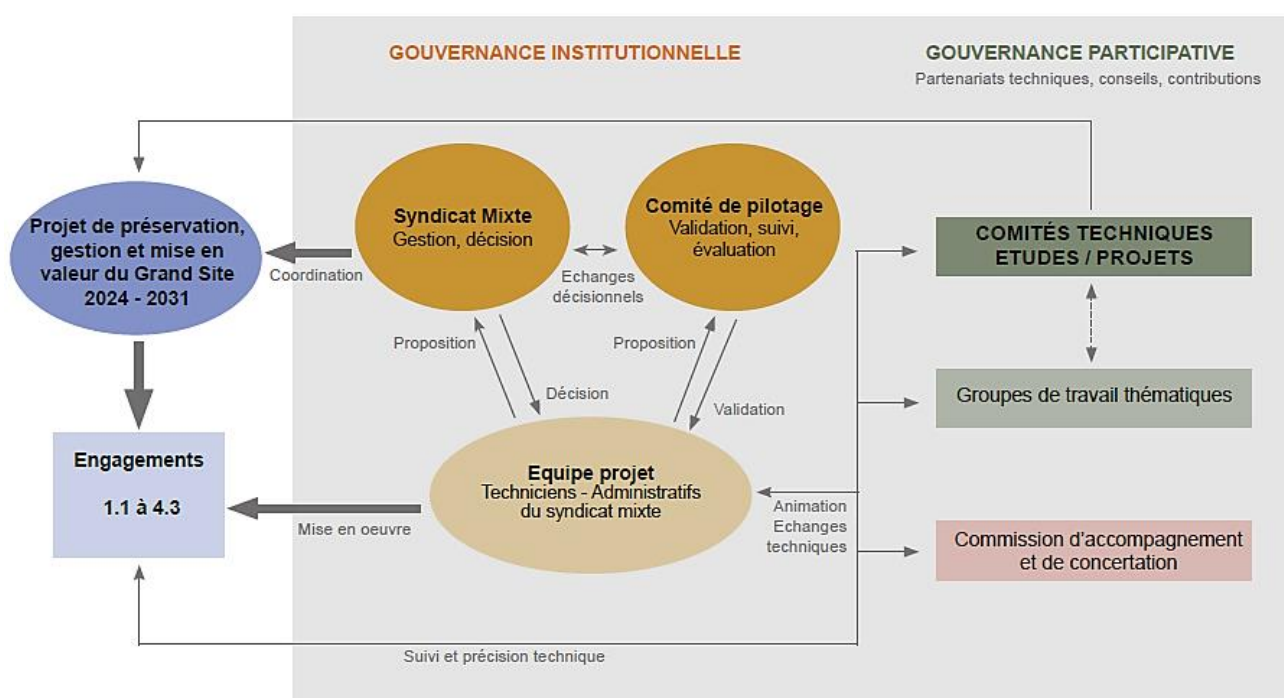 GOUVERNANCE INSTITUTIONNELLE
GOUVERNANCE PARTICIPATIVE
Partenariats techniques, conseils, contributions
Projet de préservation,
gestion et mise en
valeur du Grand Site
2024 - 2031
Coordination
Syndicat Mixte
Gestion, décision
Echanges
décisionnels
Comité de pilotage
Validation, suivi,
évaluation
COMITÉS TECHNIQUES
ETUDES / PROJETS
Proposition
Décision
Proposition
Validation
Groupes de travail thématiques
Engagements
1.1 à 4.3
Mise en oeuvre
Equipe projet
Techniciens - Administratifs
du syndicat mixte
Animation
Echanges
techniques
Commission d'accompagnement
et de concertation
Suivi et précision technique